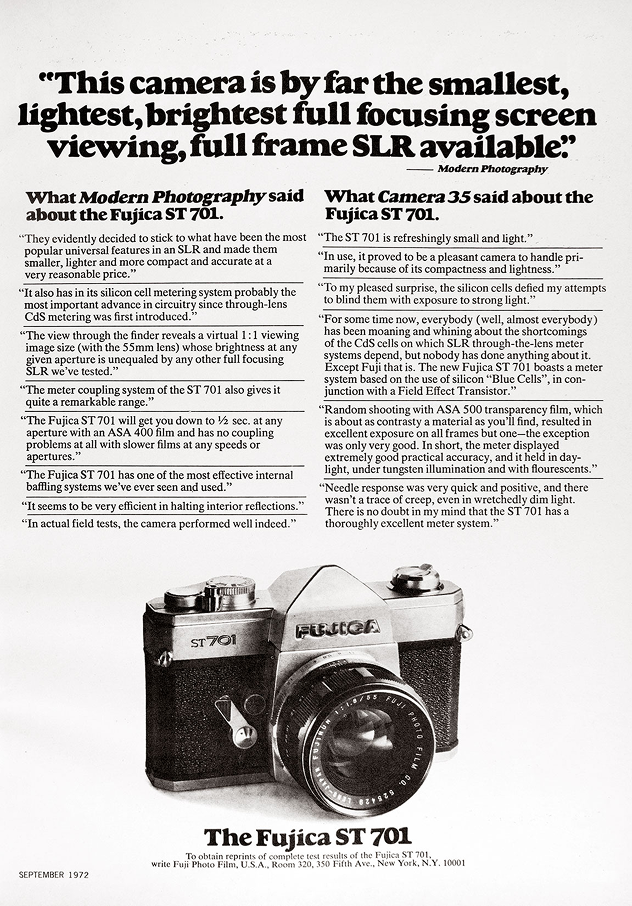 “This camera is by far the smallest,
lightest, brightest full focusing screen
viewing, full frame SLR available.”
—— Modern Photography
What Modern Photography said
about the Fujica ST 701.
“They evidently decided to stick to what have been the most
popular universal features in an SLR and made them
smaller, lighter and more compact and accurate at a
very reasonable price.”
“It also has in its silicon cell metering system probably the
most important advance in circuitry since through-lens
CdS metering was first introduced.”
“The view through the finder reveals a virtual 1:1 viewing
image size (with the 55mm lens) whose brightness at any
given aperture is unequaled by any other full focusing
SLR we’ve tested.”
“The meter coupling system of the ST 701 also gives it
quite a remarkable range.”
“The Fujica ST 701 will get you down to ½ sec. at any
aperture with an ASA 400 film and has no coupling
problems at all with slower films at any speeds or
apertures.”
“The Fujica ST 701 has one of the most effective internal
baffling systems we’ve ever seen and used.”
“It seems to be very efficient in halting interior reflections.”
“In actual field tests, the camera performed well indeed.”
What Camera 35 said about the
Fujica ST 701.
“The ST 701 is refreshingly small and light.”
“In use, it proved to be a pleasant camera to handle pri-
marily because of its compactness and lightness.”
“To my pleased surprise, the silicon cells defied my attempts
to blind them with exposure to strong light.”
“For some time now, everybody (well, almost everybody)
has been moaning and whining about the shortcomings
of the CdS cells on which SLR through-the-lens meter
systems depend, but nobody has done anything about it.
Except Fuji that is. The new Fujica ST 701 boasts a meter
system based on the use of silicon “Blue Cells”, in con-
junction with a Field Effect Transistor.”
“Random shooting with ASA 500 transparency film, which
is about as contrasty a material as you’ll find, resulted in
excellent exposure on all frames but one—the exception
was only very good. In short, the meter displayed
extremely good practical accuracy, and it held in day-
light, under tungsten illumination and with flourescents.”
“Needle response was very quick and positive, and there
wasn’t a trace of creep, even in wretchedly dim light.
There is no doubt in my mind that the ST 701 has a
thoroughly excellent meter system.”
ST701
FUJICA
FUJINON 1:1.8/55 FUJI PHOTO FILM CO. 525429
The Fujica ST 701
To obtain reprints of complete test results of the Fujica ST 701,
write Fuji Photo Film, U.S.A., Room 320, 350 Fifth Ave., New York, N.Y. 10001
SEPTEMBER 1972